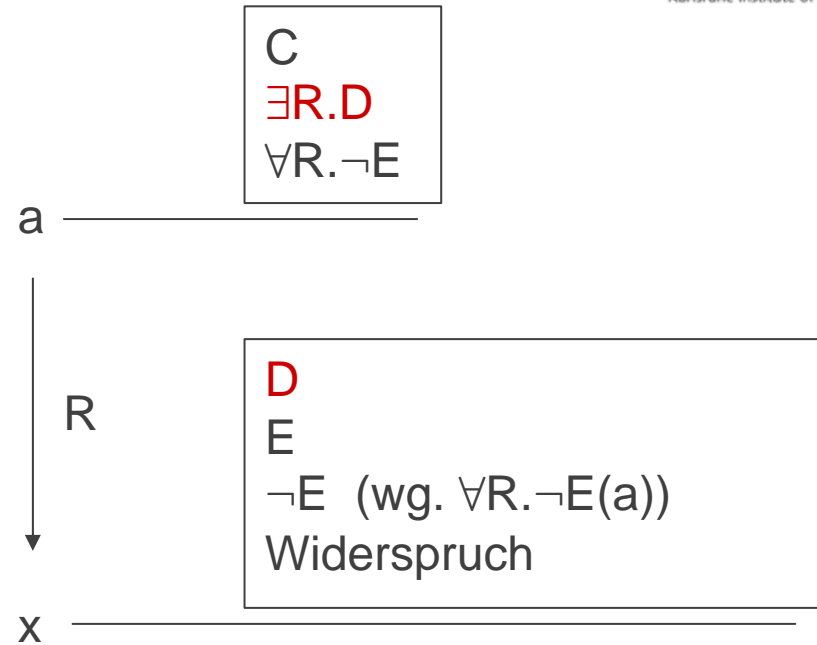 C
∃R.D
∀R.¬E
a
R
D
E
¬E (wg. ∀R.¬E(a))
Widerspruch
x